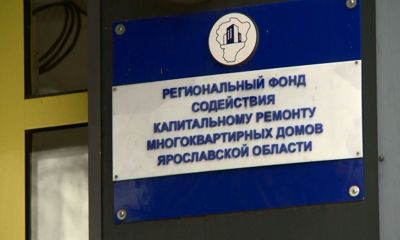 РЕГИОНАЛЬНЫЙ ФОНД
СОДЕЙСТВИЯ
КАПИТАЛЬНОМУ РЕМОНТУ
МНОГОКВАРТИРНЫХ ДОМОВ
ЯРОСЛАВСКОЙ ОБЛАСТИ